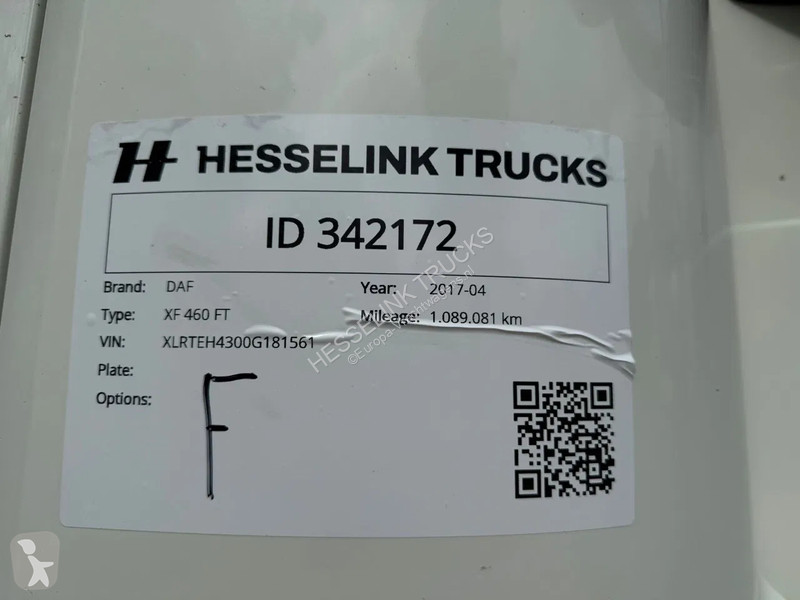 H HESSELINK TRUCKS
ID 342172
Brand: DAF Year: 2017-04
Type: XF 460 FT Mileage: 1.089.081 km
VIN: XLRTEH4300G181561
Plate:
Options:
F
HESSELINK TRUCKS